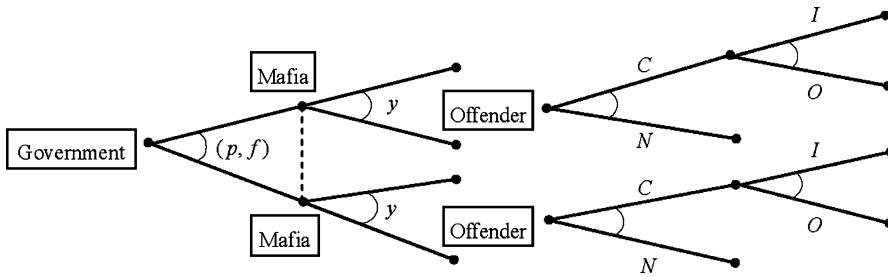 I
Mafia
C
y
Offender
O
Government
(p, f)
N
I
C
y
Mafia
Offender
O
N